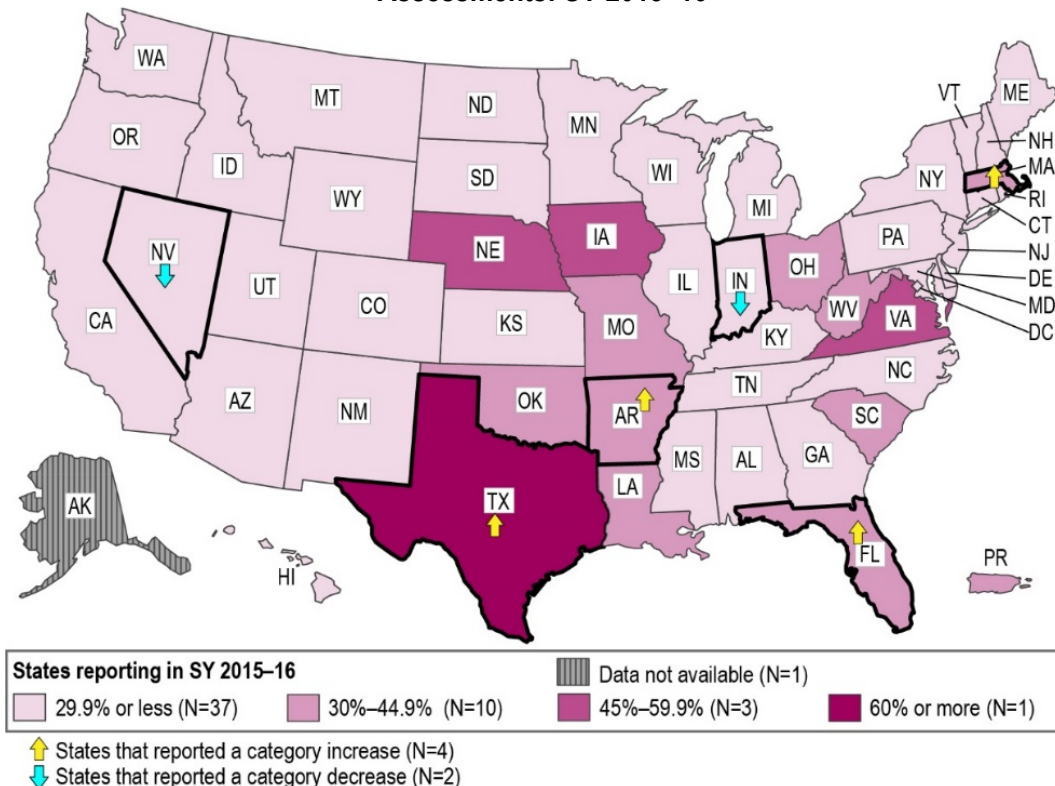 Assessments: SY 2015–16
WA
MT
ND
MN
VT
ME
OR
ID
SD
WI
NH
NY
MA
WY
MI
RI
CT
NV
NE
IA
PA
NJ
UT
CO
IL
IN
OH
DE
WV
MD
CA
KS
MO
VA
DC
KY
AZ
NM
OK
TN
NC
AR
SC
AK
TX
LA
MS
AL
GA
HI
FL
PR
States reporting in SY 2015–16
Data not available (N=1)
29.9% or less (N=37)
30%–44.9% (N=10)
45%–59.9% (N=3)
60% or more (N=1)
States that reported a category increase (N=4)
States that reported a category decrease (N=2)